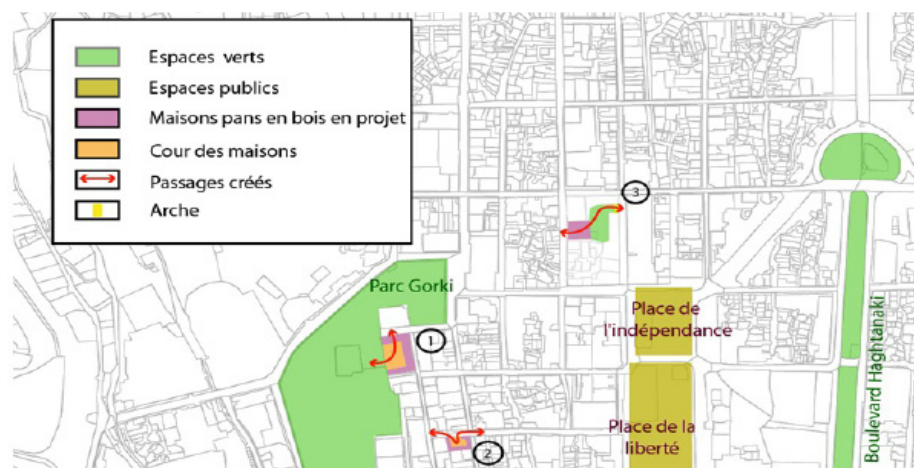 Espaces verts
Espaces publics
Maisons pans en bois en projet
Cour des maisons
Passages créés
Arche
3
Parc Gorki
Place de
l'indépendance
1
Boulevard Haghtanaki
Place de la
liberté
2